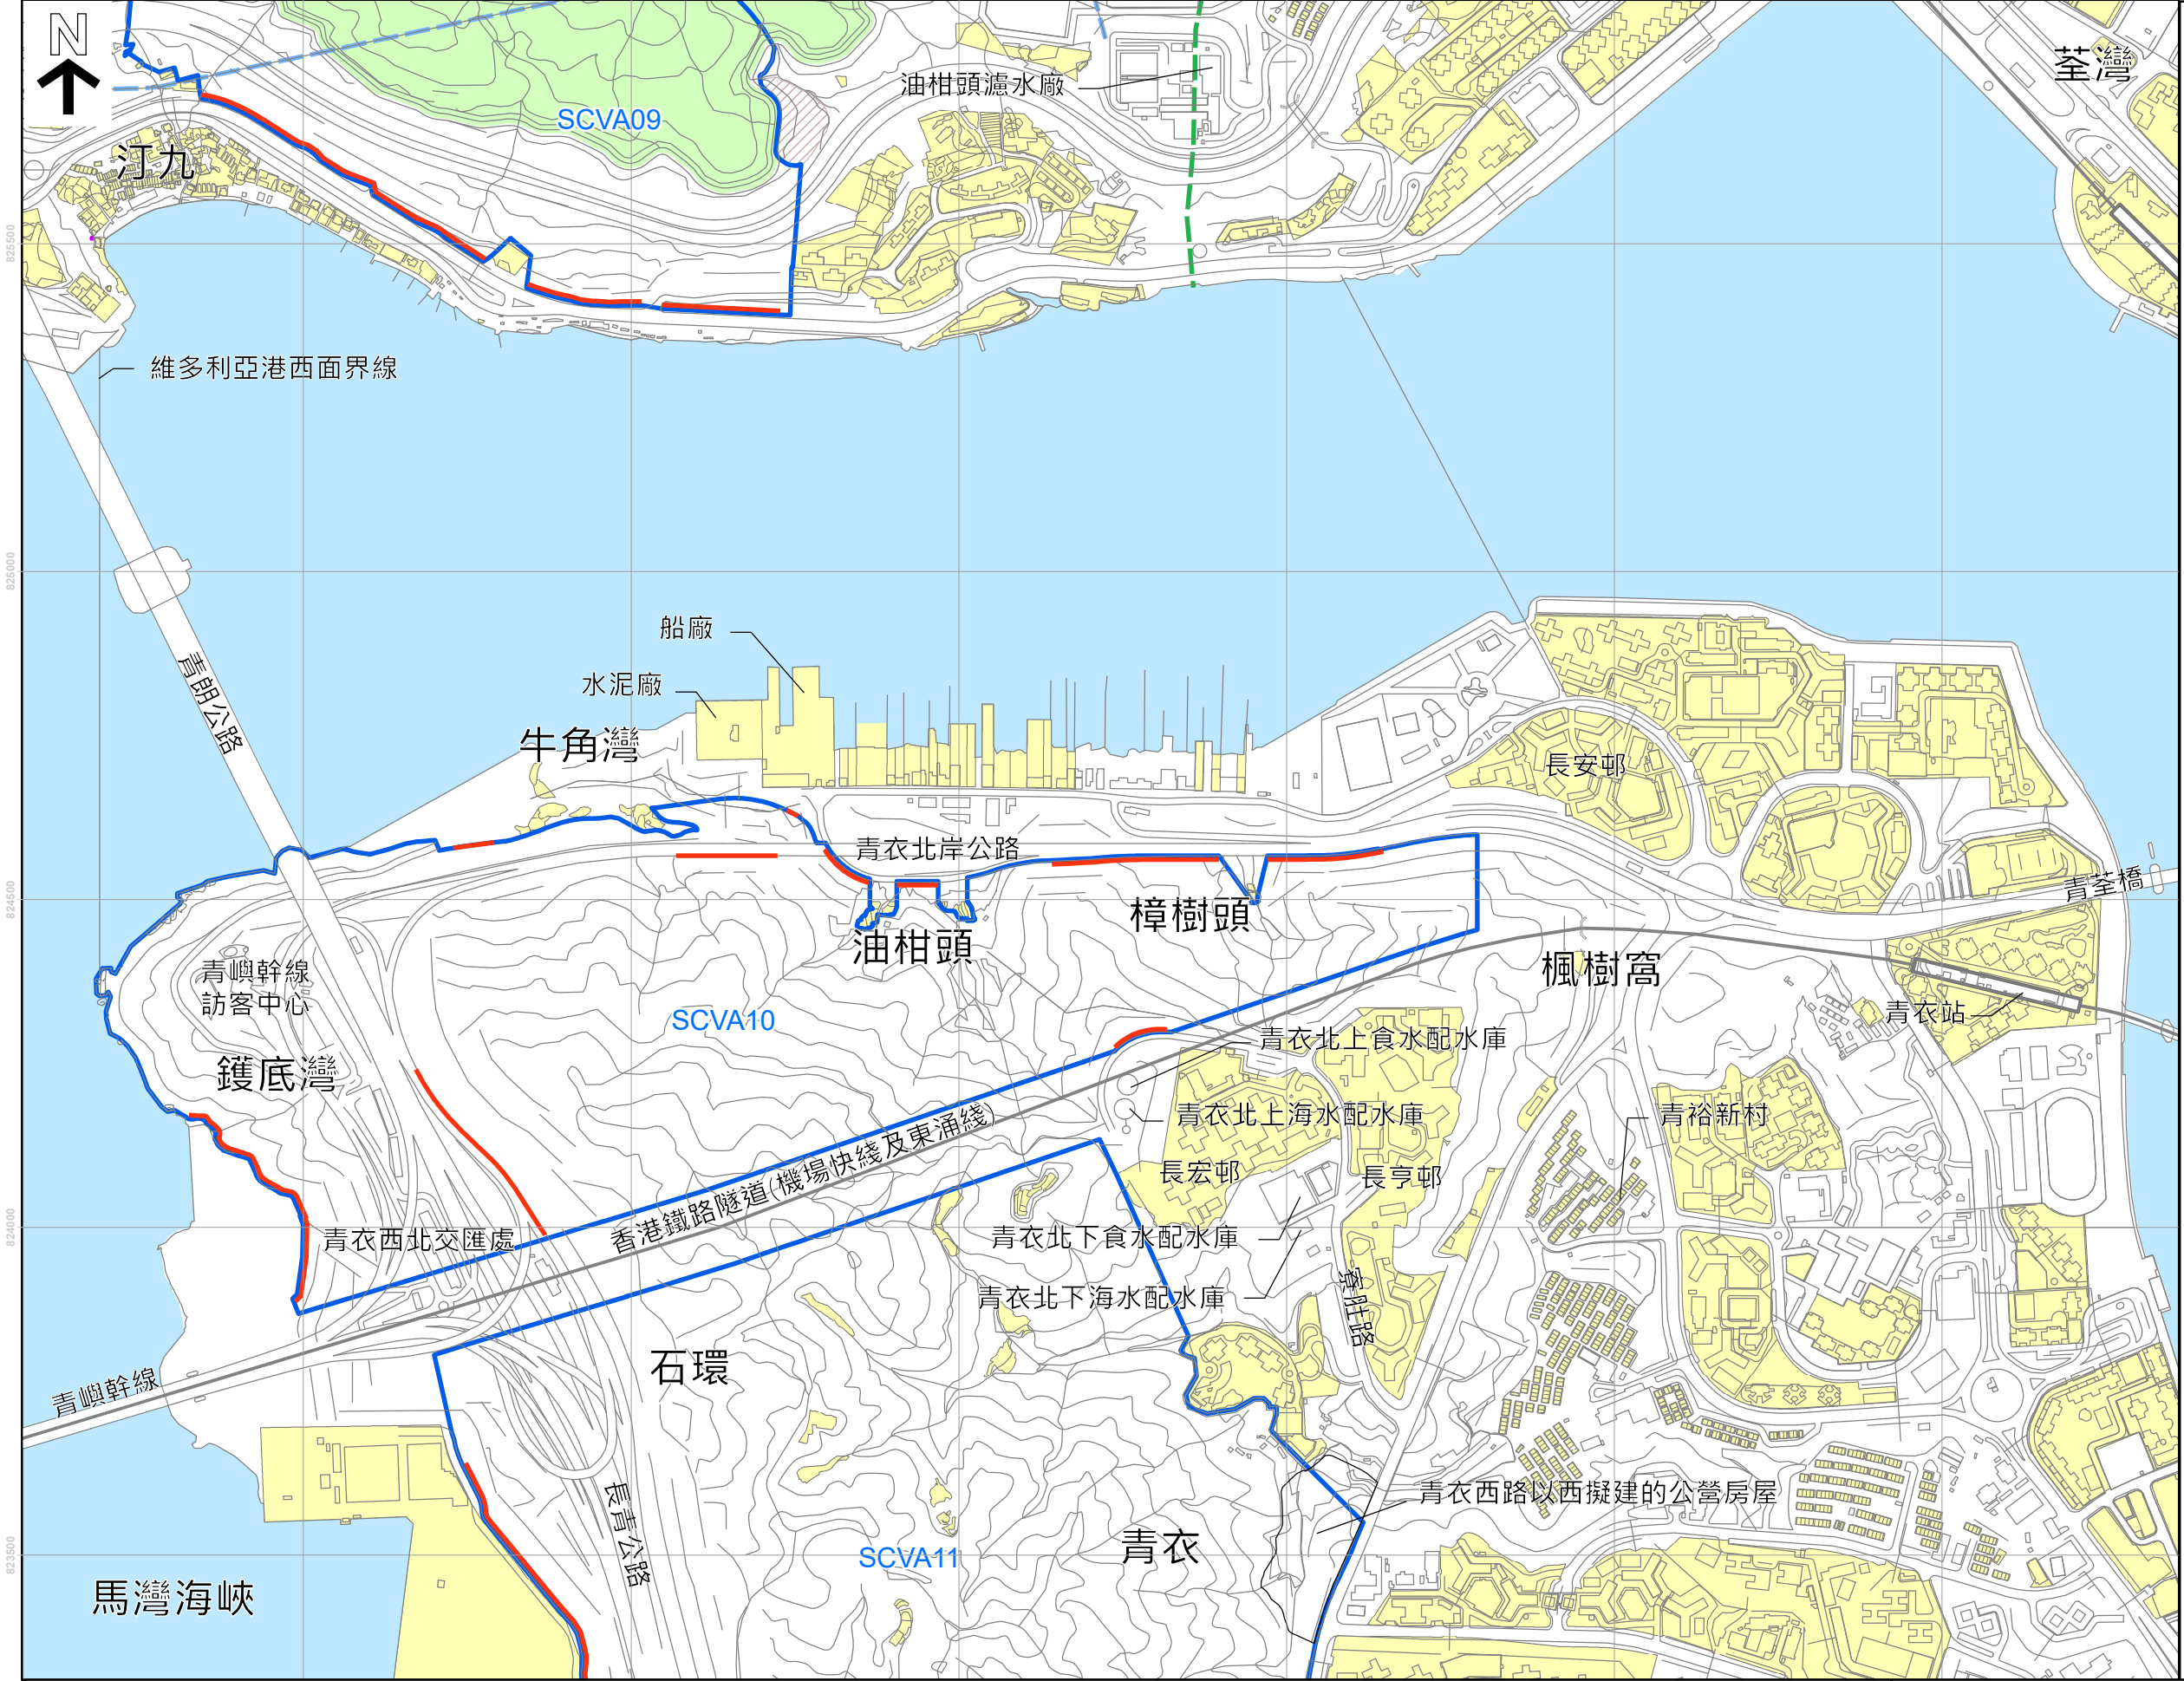 N
荃灣
油柑頭濾水廠
SCVA09
汀九
825500
維多利亞港西面界線
825000
船廠
青朗公路
水泥廠
牛角灣
長安邨
青衣北岸公路
青荃橋
824500
樟樹頭
油柑頭
楓樹窩
青嶼幹線
訪客中心
青衣站
SCVA10
青衣北上食水配水庫
鑊底灣
青衣北上海水配水庫
青裕新村
香港鐵路隧道(機場快綫及東涌綫)
長宏邨
長亨邨
824000
青衣西北交匯處
青衣北下食水配水庫
青衣北下海水配水庫
寮肚路
石環
青嶼幹線
長青公路
青衣西路以西擬建的公營房屋
青衣
SCVA11
823500
馬灣海峽